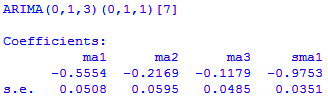 ARIMA(0,1,3)(0,1,1)[7]
Coefficients:
ma1 ma2 ma3 sma1
-0.5554 -0.2169 -0.1179 -0.9753
s.e. 0.0508 0.0595 0.0485 0.0351